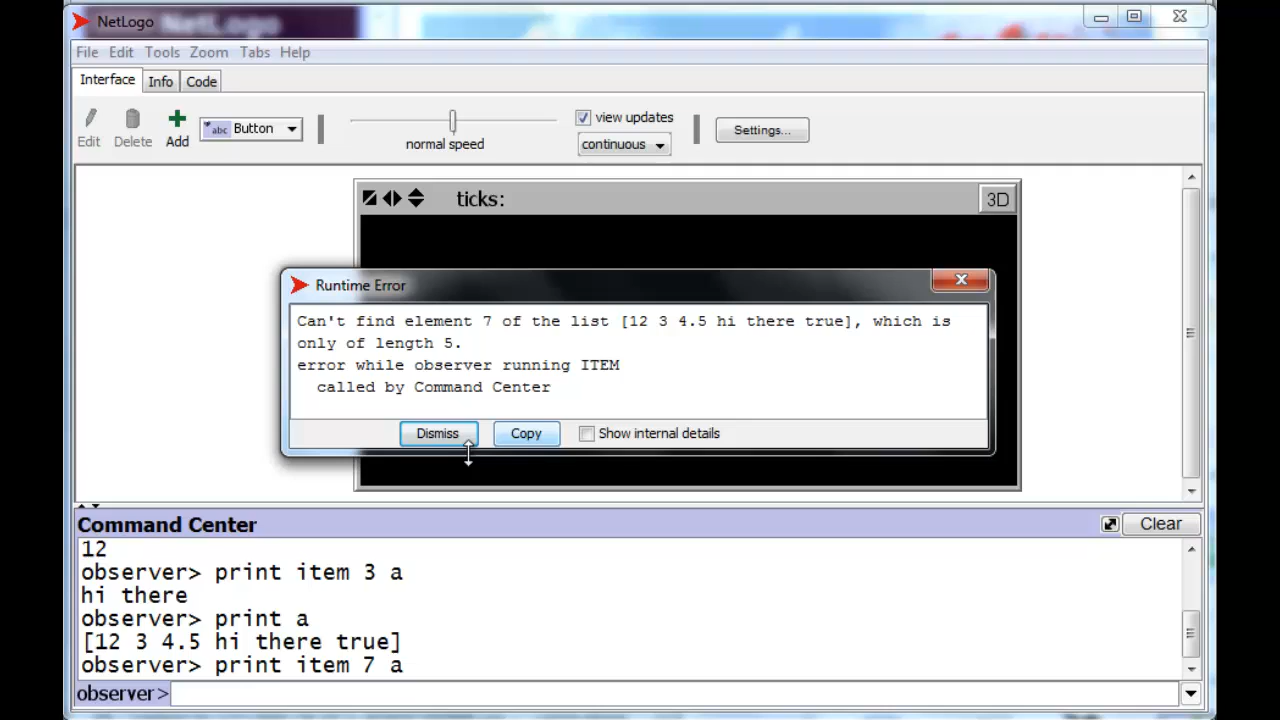 NetLogo
File Edit Tools Zoom Tabs Help
Interface Info Code
Edit Delete Add abc Button normal speed view updates continuous Settings...
ticks: 3D
Runtime Error
Can't find element 7 of the list [12 3 4.5 hi there true], which is
only of length 5.
error while observer running ITEM
called by Command Center
Dismiss Copy Show internal details
Command Center Clear
12
observer> print item 3 a
hi there
observer> print a
[12 3 4.5 hi there true]
observer> print item 7 a
observer>